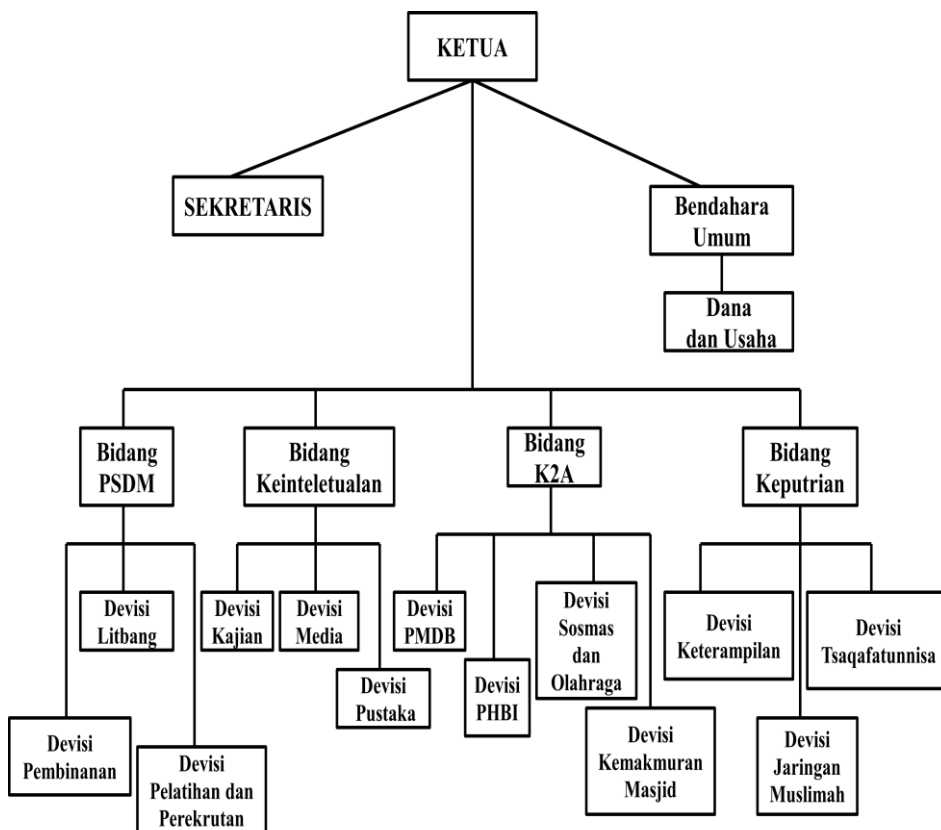 KETUA
SEKRETARIS
Bendahara
Umum
Dana
dan Usaha
Bidang
PSDM
Bidang
Keinteletualan
Bidang
K2A
Bidang
Keputrian
Devisi
Litbang
Devisi
Kajian
Devisi
Media
Devisi
PMDB
Devisi
Sosmas
dan
Olahraga
Devisi
Keterampilan
Devisi
Tsaqafatunnisa
Devisi
Pustaka
Devisi
PHBI
Devisi
Pembinanan
Devisi
Pelatihan dan
Perekrutan
Devisi
Kemakmuran
Masjid
Devisi
Jaringan
Muslimah